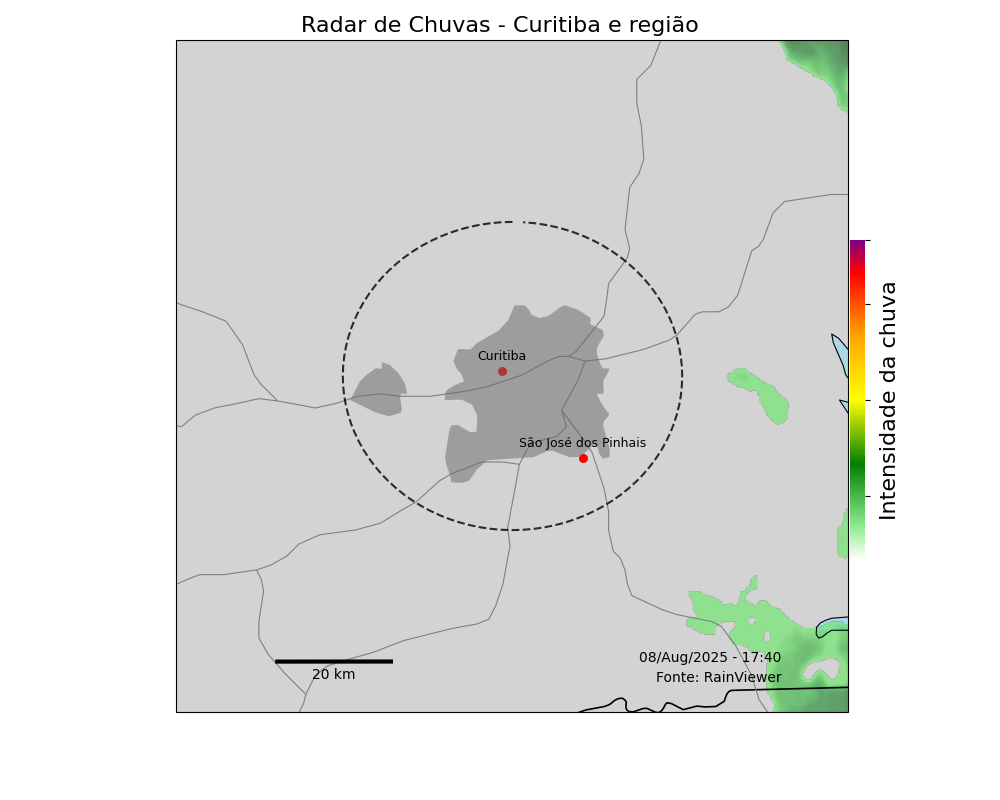 Radar de Chuvas - Curitiba e região
Curitiba
São José dos Pinhais
Intensidade da chuva
08/Aug/2025 - 17:40
20 km
Fonte: RainViewer